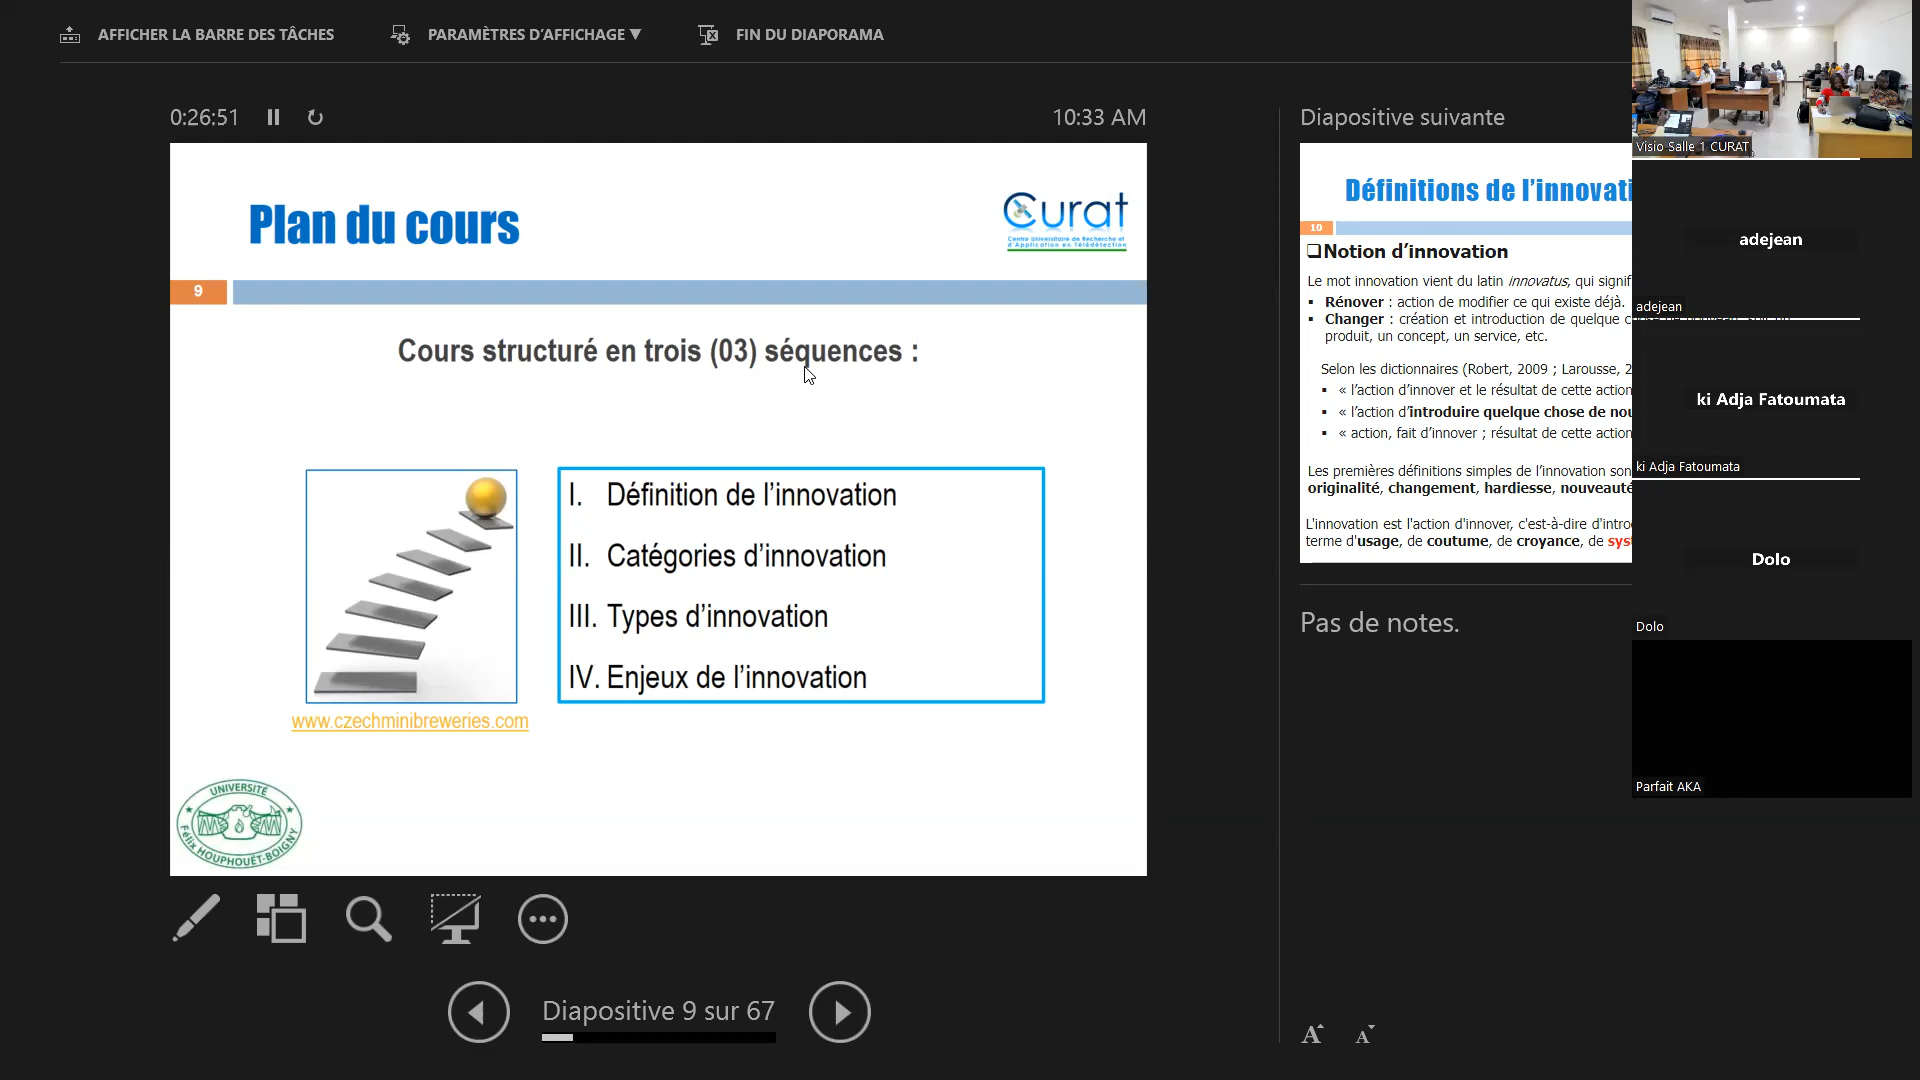 AFFICHER LA BARRE DES TÂCHES
PARAMÈTRES D'AFFICHAGE ▼
FIN DU DIAPORAMA
0:26:51
10:33 AM
Plan du cours
Curat
Centre Universitaire de Recherche et
d'Application en Télédétection
9
Cours structuré en trois (03) séquences :
I. Définition de l'innovation
II. Catégories d'innovation
III. Types d'innovation
IV. Enjeux de l'innovation
www.czechminibreweries.com
UNIVERSITÉ
Félix HOUPHOUËT-BOIGNY
Diapositive 9 sur 67
Diapositive suivante
Définitions de l'innovati
10
❑Notion d'innovation
Le mot innovation vient du latin innovatus, qui signif
▪ Rénover : action de modifier ce qui existe déjà.
▪ Changer : création et introduction de quelque
produit, un concept, un service, etc.
Selon les dictionnaires (Robert, 2009 ; Larousse, 2
▪ « l'action d'innover et le résultat de cette action
▪ « l'action d'introduire quelque chose de nou
▪ « action, fait d'innover ; résultat de cette action
Les premières définitions simples de l'innovation son
originalité, changement, hardiesse, nouveauté
L'innovation est l'action d'innover, c'est-à-dire d'intro
terme d'usage, de coutume, de croyance, de sys
Pas de notes.
A A
Visio Salle 1 CURAT
adejean
adejean
ki Adja Fatoumata
ki Adja Fatoumata
Dolo
Dolo
Parfait AKA